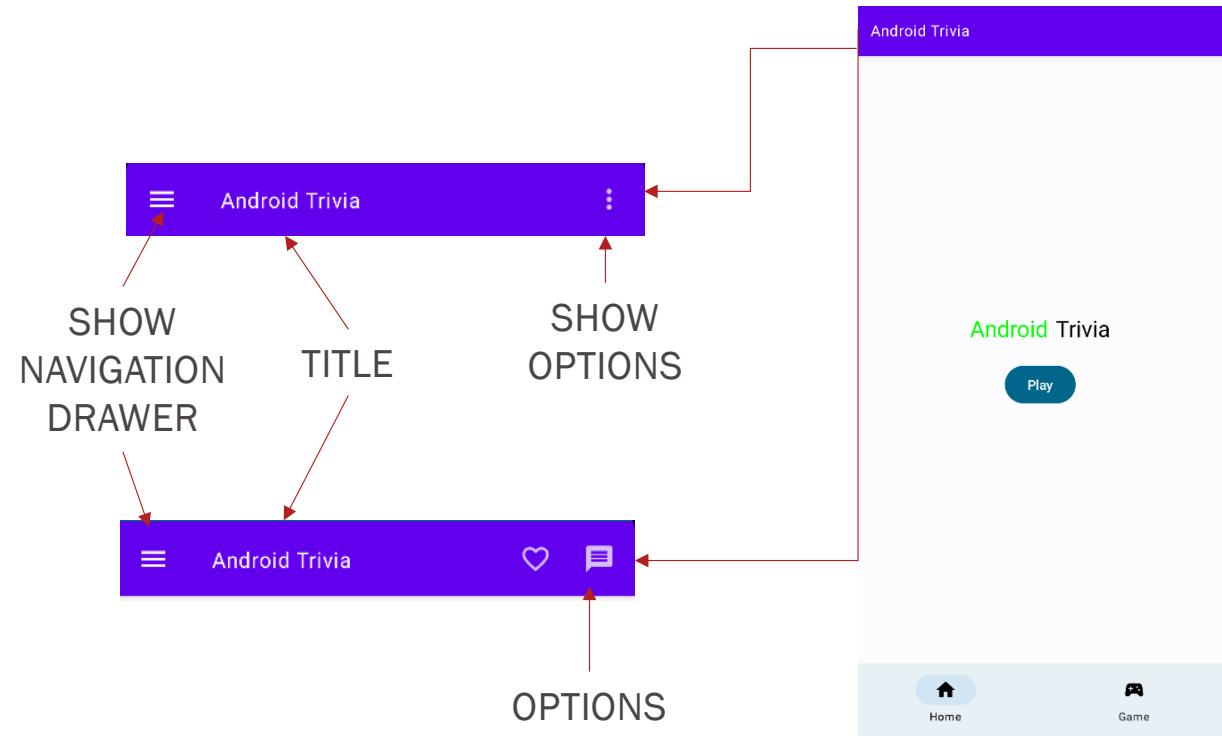 Android Trivia
Android Trivia
SHOW
NAVIGATION
DRAWER
TITLE
SHOW
OPTIONS
Android Trivia
Play
Android Trivia
OPTIONS
Home
Game